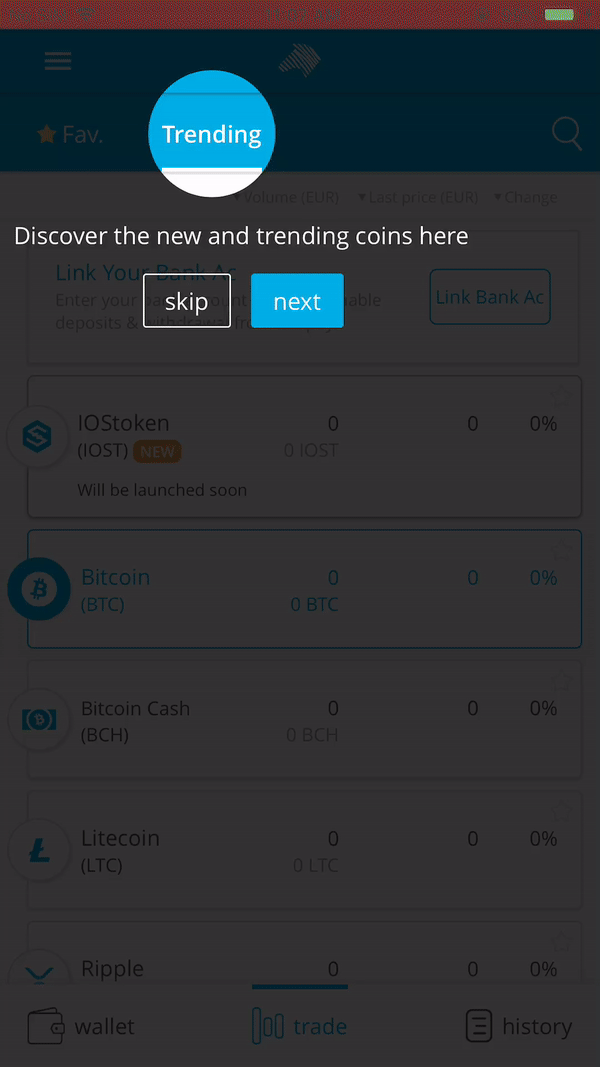 Fav.
Trending
Volume (EUR) Last price (EUR) Change
Discover the new and trending coins here
Link Your Bank Ac
skip
next
Link Bank Ac
Enter your
deposits &
IOStoken 0 0 0%
(IOST) NEW 0 IOST
Will be launched soon
Bitcoin 0 0 0%
(BTC) 0 BTC
Bitcoin Cash 0 0 0%
(BCH) 0 BCH
Litecoin 0 0 0%
(LTC) 0 LTC
Ripple 0 0 0%
wallet trade history